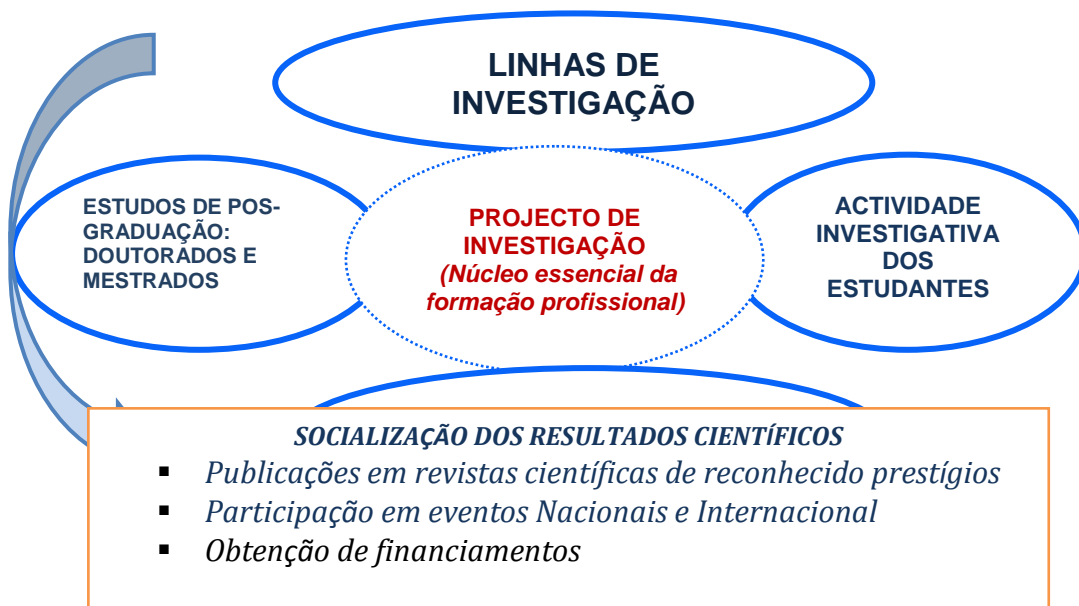 LINHAS DE
INVESTIGAÇÃO
ESTUDOS DE POS-
GRADUAÇÃO:
DOUTORADOS E
MESTRADOS
PROJECTO DE
INVESTIGAÇÃO
(Núcleo essencial da
formação profissional)
ACTIVIDADE
INVESTIGATIVA
DOS
ESTUDANTES
SOCIALIZAÇÃO DOS RESULTADOS CIENTÍFICOS
▪ Publicações em revistas científicas de reconhecido prestígios
▪ Participação em eventos Nacionais e Internacional
▪ Obtenção de financiamentos